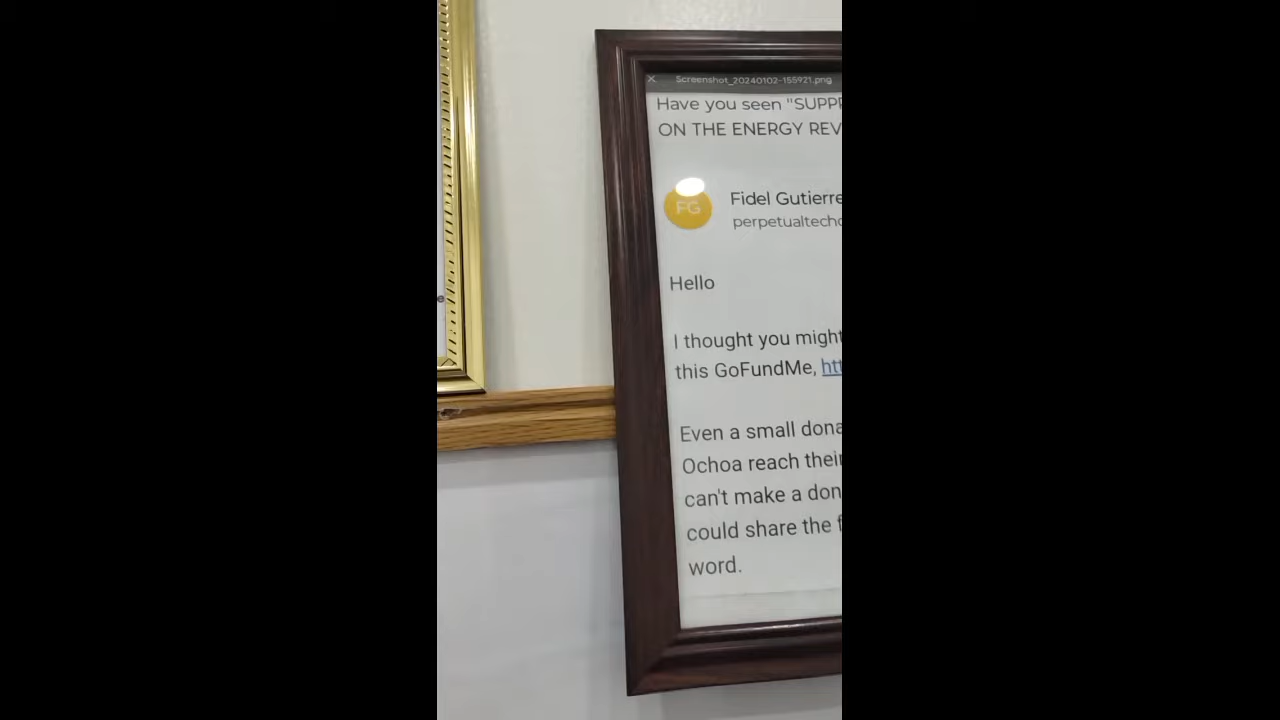 Screenshot_20240102-155921.png
Have you seen "SUPP
ON THE ENERGY REV
FG
Fidel Gutierre
perpetualtech
Hello
I thought you might
this GoFundMe, htt
Even a small dona
Ochoa reach their
can't make a don
could share the f
word.
e